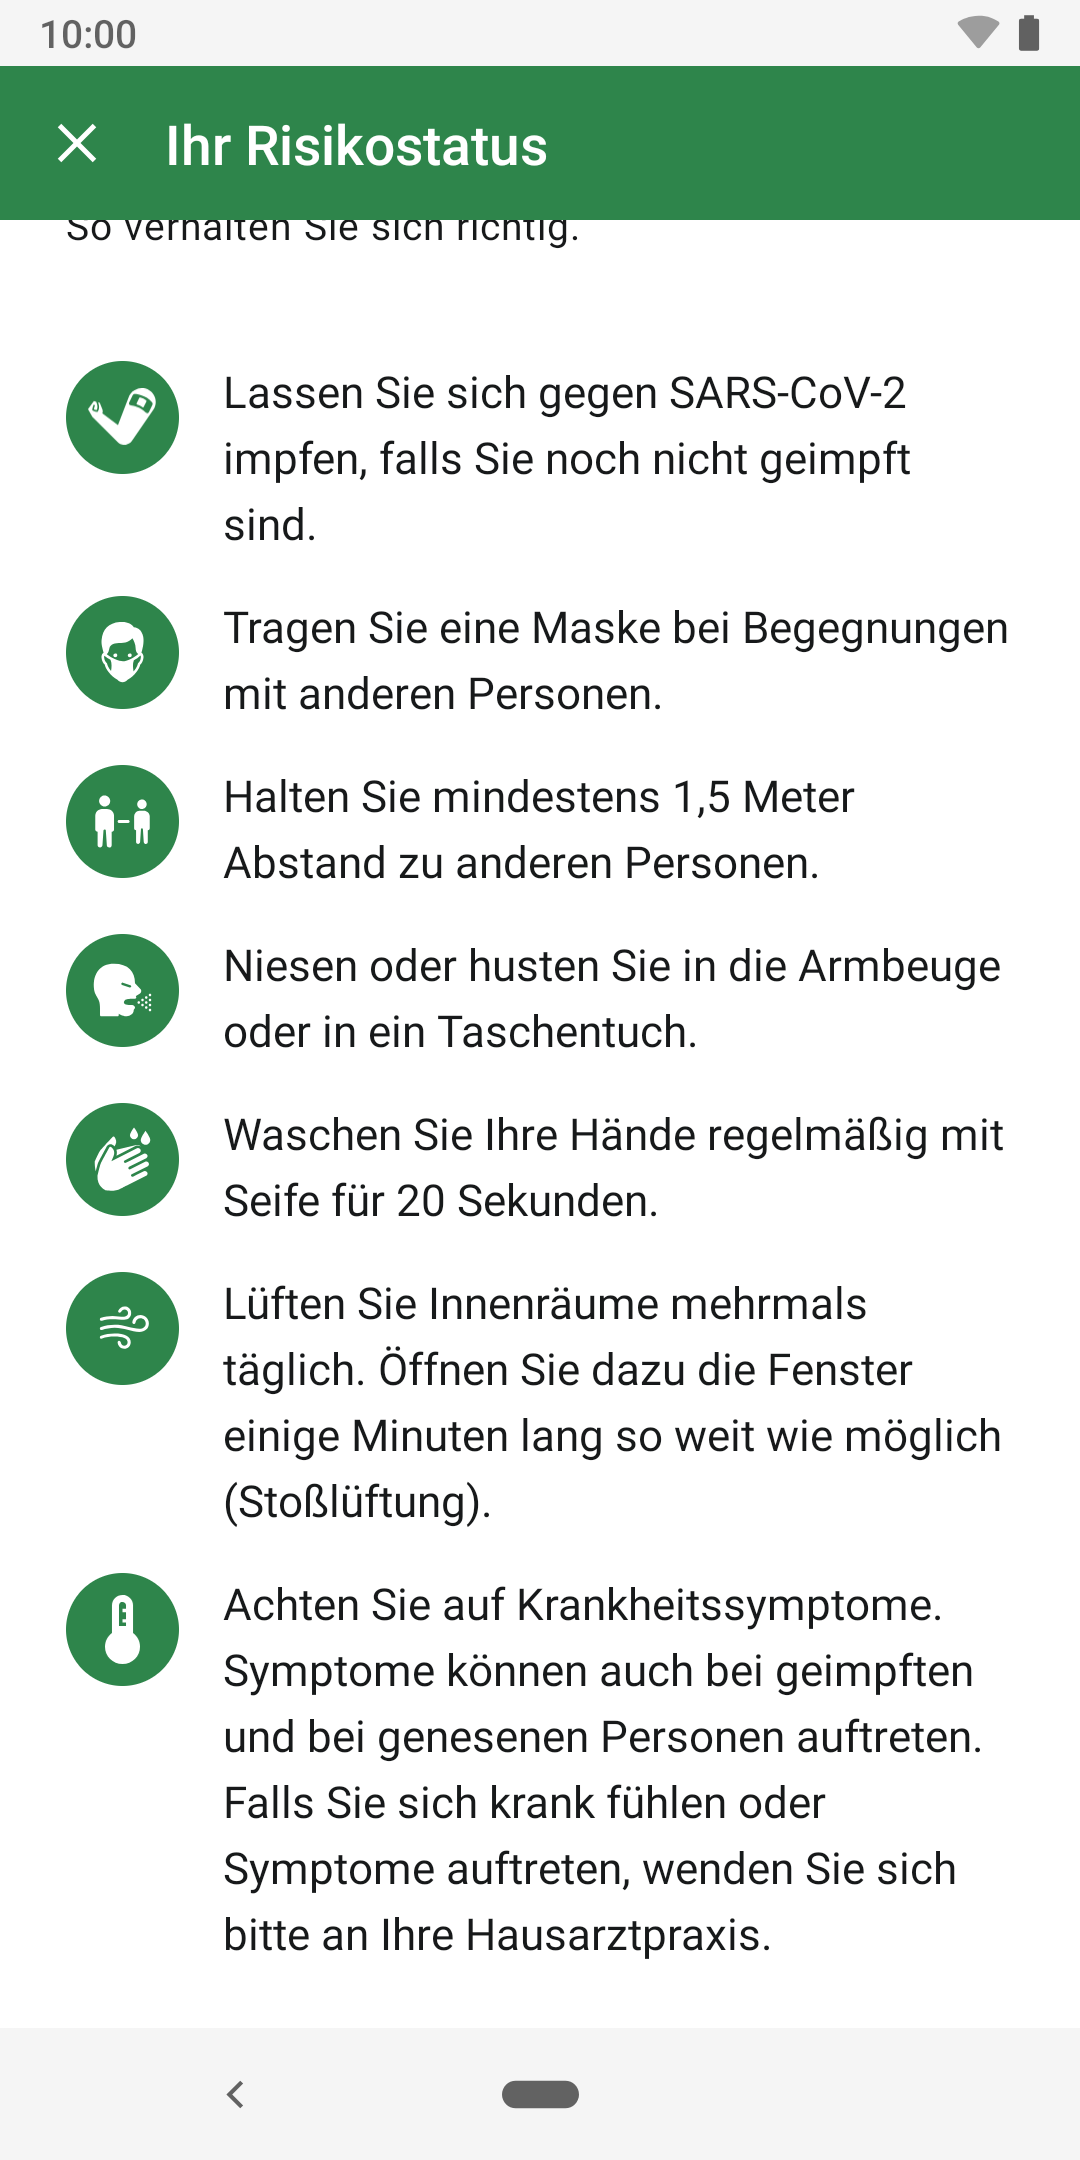 10:00
Ihr Risikostatus
So verhalten Sie sich richtig.
Lassen Sie sich gegen SARS-CoV-2
impfen, falls Sie noch nicht geimpft
sind.
Tragen Sie eine Maske bei Begegnungen
mit anderen Personen.
Halten Sie mindestens 1,5 Meter
Abstand zu anderen Personen.
Niesen oder husten Sie in die Armbeuge
oder in ein Taschentuch.
Waschen Sie Ihre Hände regelmäßig mit
Seife für 20 Sekunden.
Lüften Sie Innenräume mehrmals
täglich. Öffnen Sie dazu die Fenster
einige Minuten lang so weit wie möglich
(Stoßlüftung).
Achten Sie auf Krankheitssymptome.
Symptome können auch bei geimpften
und bei genesenen Personen auftreten.
Falls Sie sich krank fühlen oder
Symptome auftreten, wenden Sie sich
bitte an Ihre Hausarztpraxis.